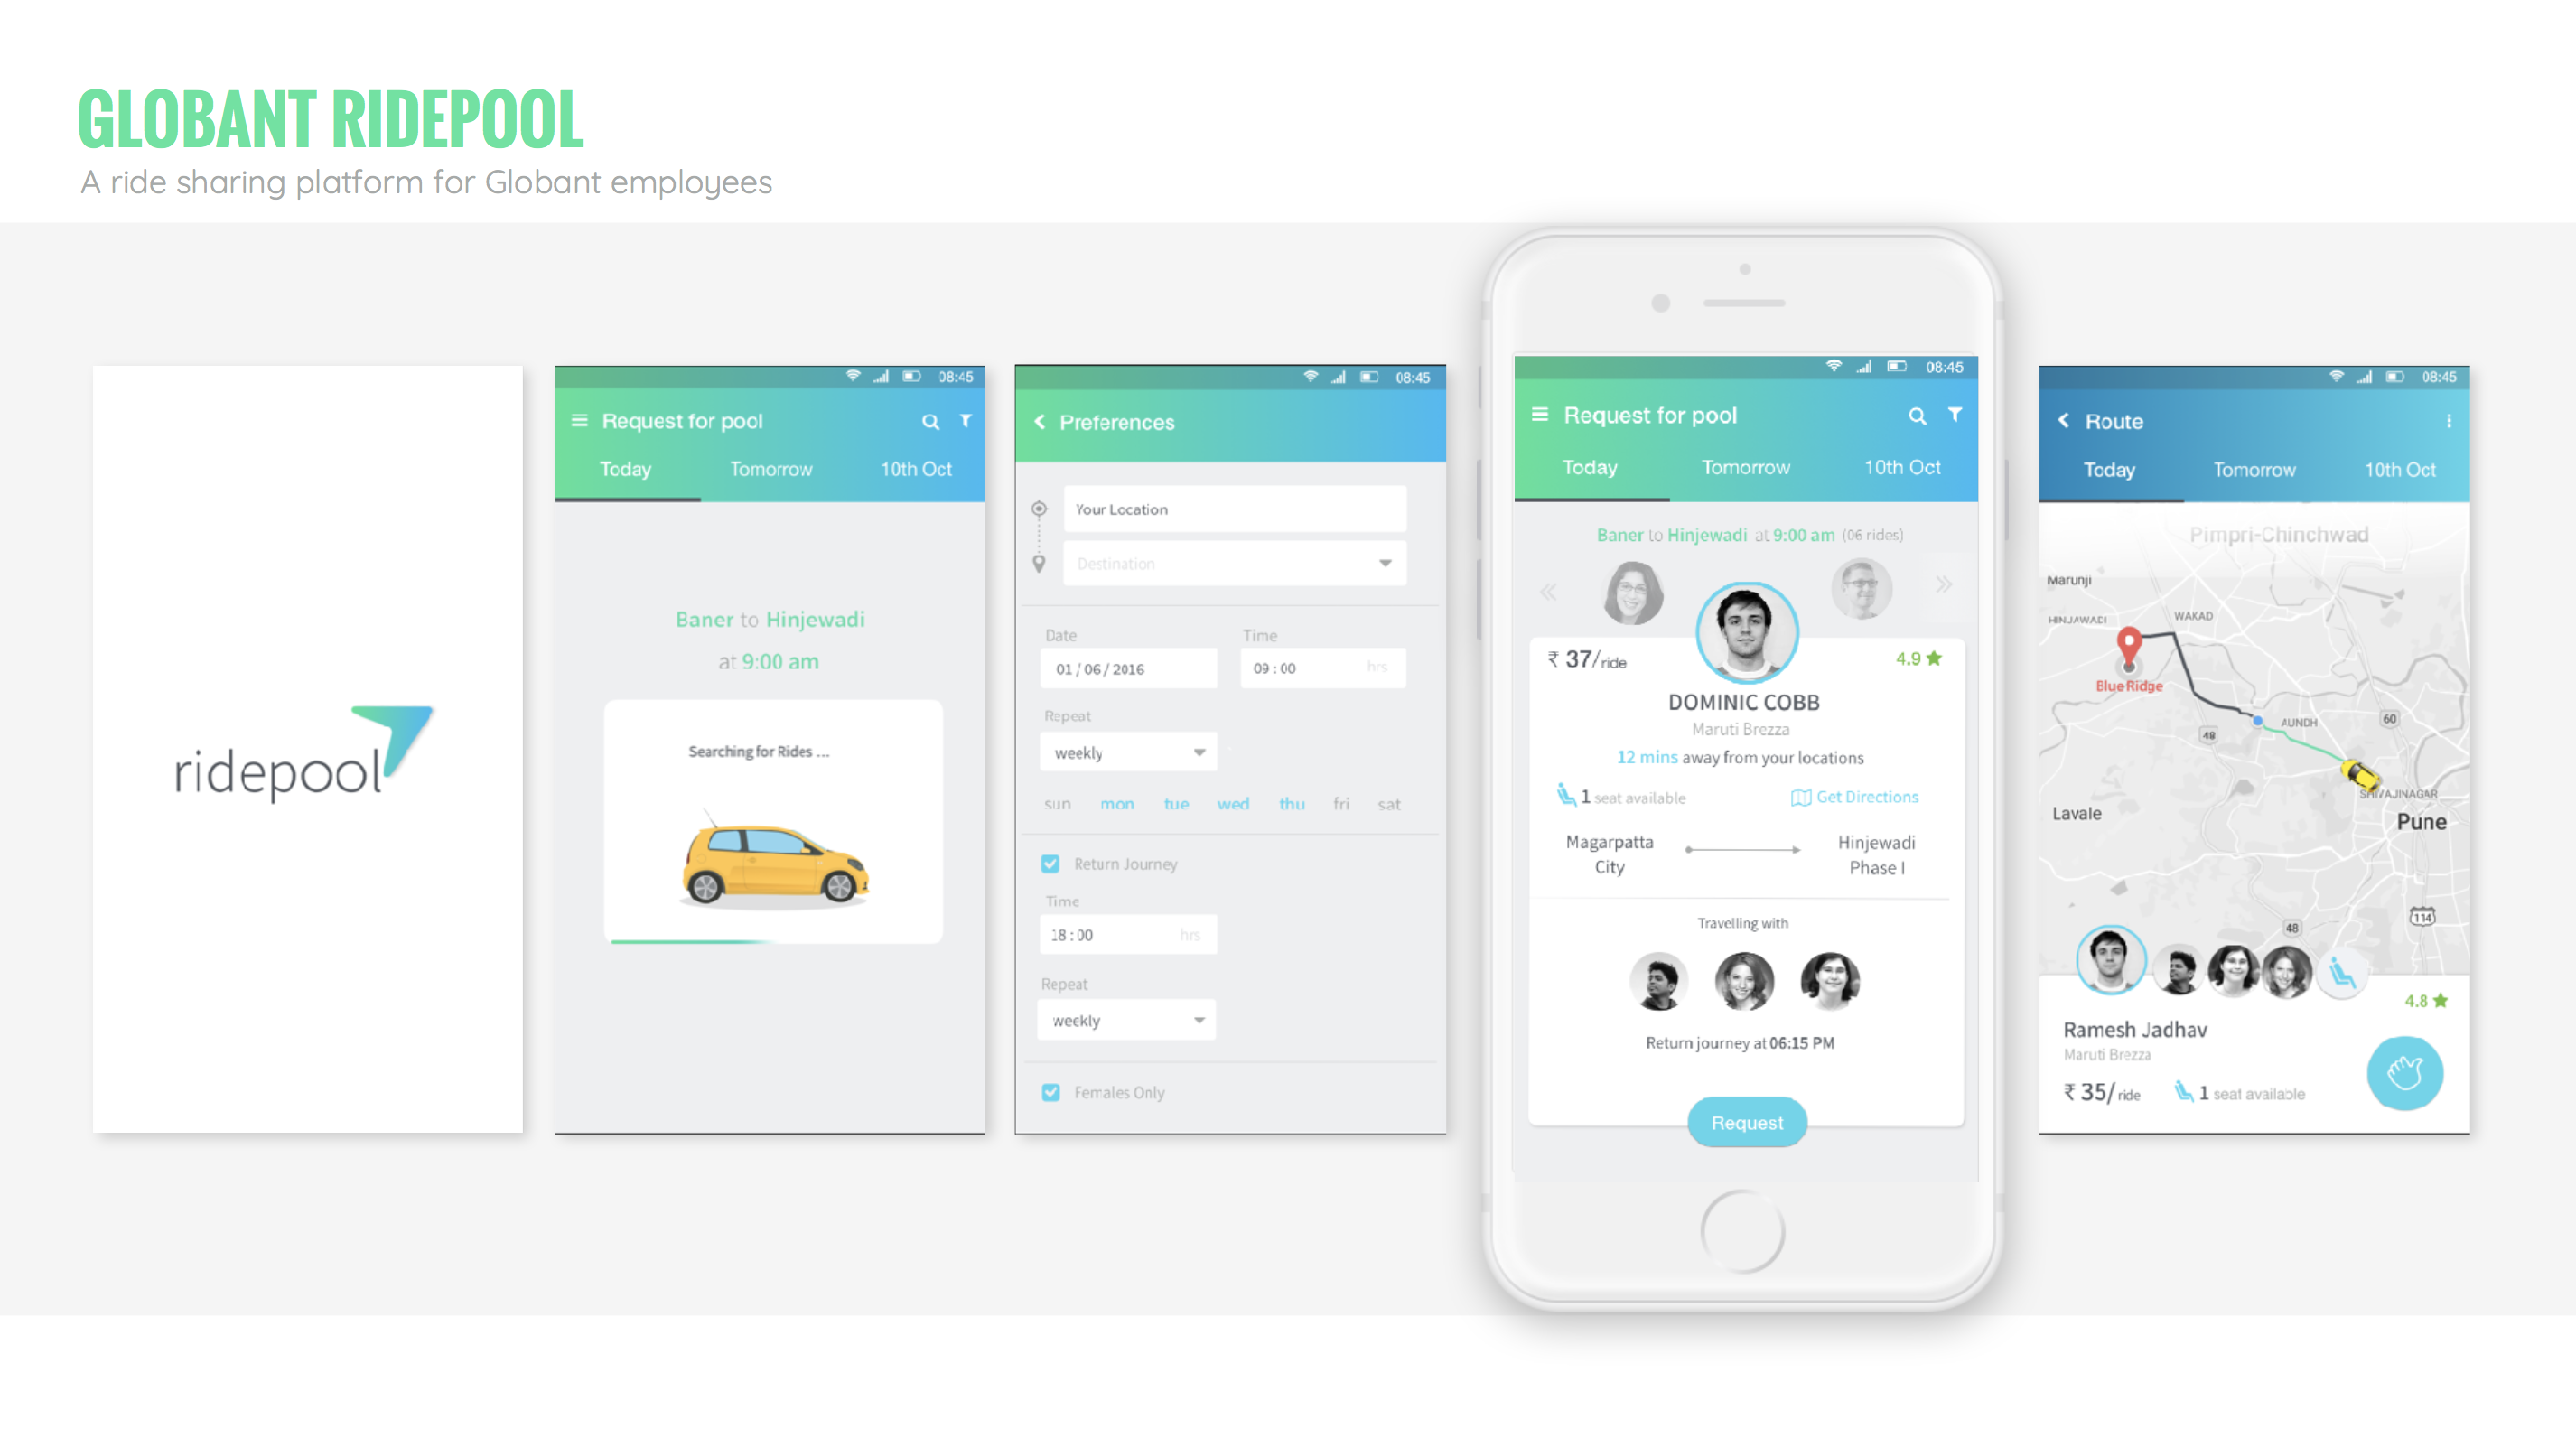 GLOBANT RIDEPOOL
A ride sharing platform for Globant employees
ridepool
08:45
Request for pool
Today Tomorrow 10th Oct
Baner to Hinjewadi
at 9:00 am
Searching for Rides ...
08:45
Preferences
Your Location
Destination
Date Time
01 / 06 / 2016 09 : 00 hrs
Repeat
weekly
sun mon tue wed thu fri sat
Return Journey
Time
18 : 00 hrs
Repeat
weekly
Females Only
08:45
Request for pool
Today Tomorrow 10th Oct
Baner to Hinjewadi at 9:00 am (06 rides)
₹ 37/ride 4.9
DOMINIC COBB
Maruti Brezza
12 mins away from your locations
1 seat available Get Directions
Magarpatta City Hinjewadi Phase I
Travelling with
Return journey at 06:15 PM
Request
08:45
Route
Today Tomorrow 10th Oct
Pimpri-Chinchwad
Marunji
HINJAWADI
WAKAD
Blue Ridge
AUNDH
60
48
SHIVAJINAGAR
Lavale
Pune
114
48
4.8
Ramesh Jadhav
Maruti Brezza
₹ 35/ride 1 seat available